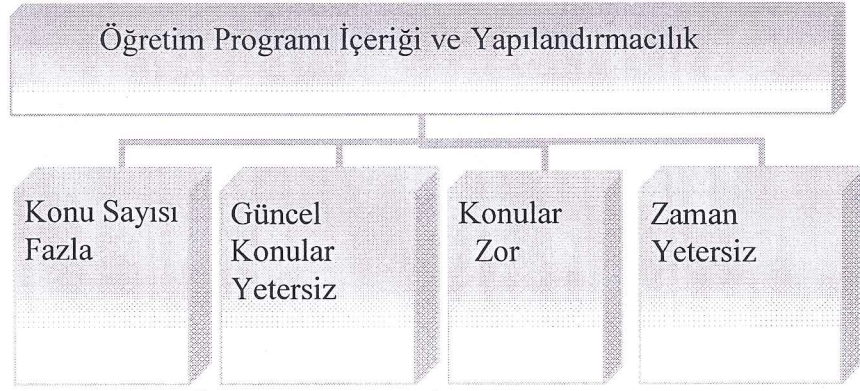 Öğretim Programı İçeriği ve Yapılandırmacılık
Konu Sayısı
Fazla
Güncel
Konular
Yetersiz
Konular
Zor
Zaman
Yetersiz